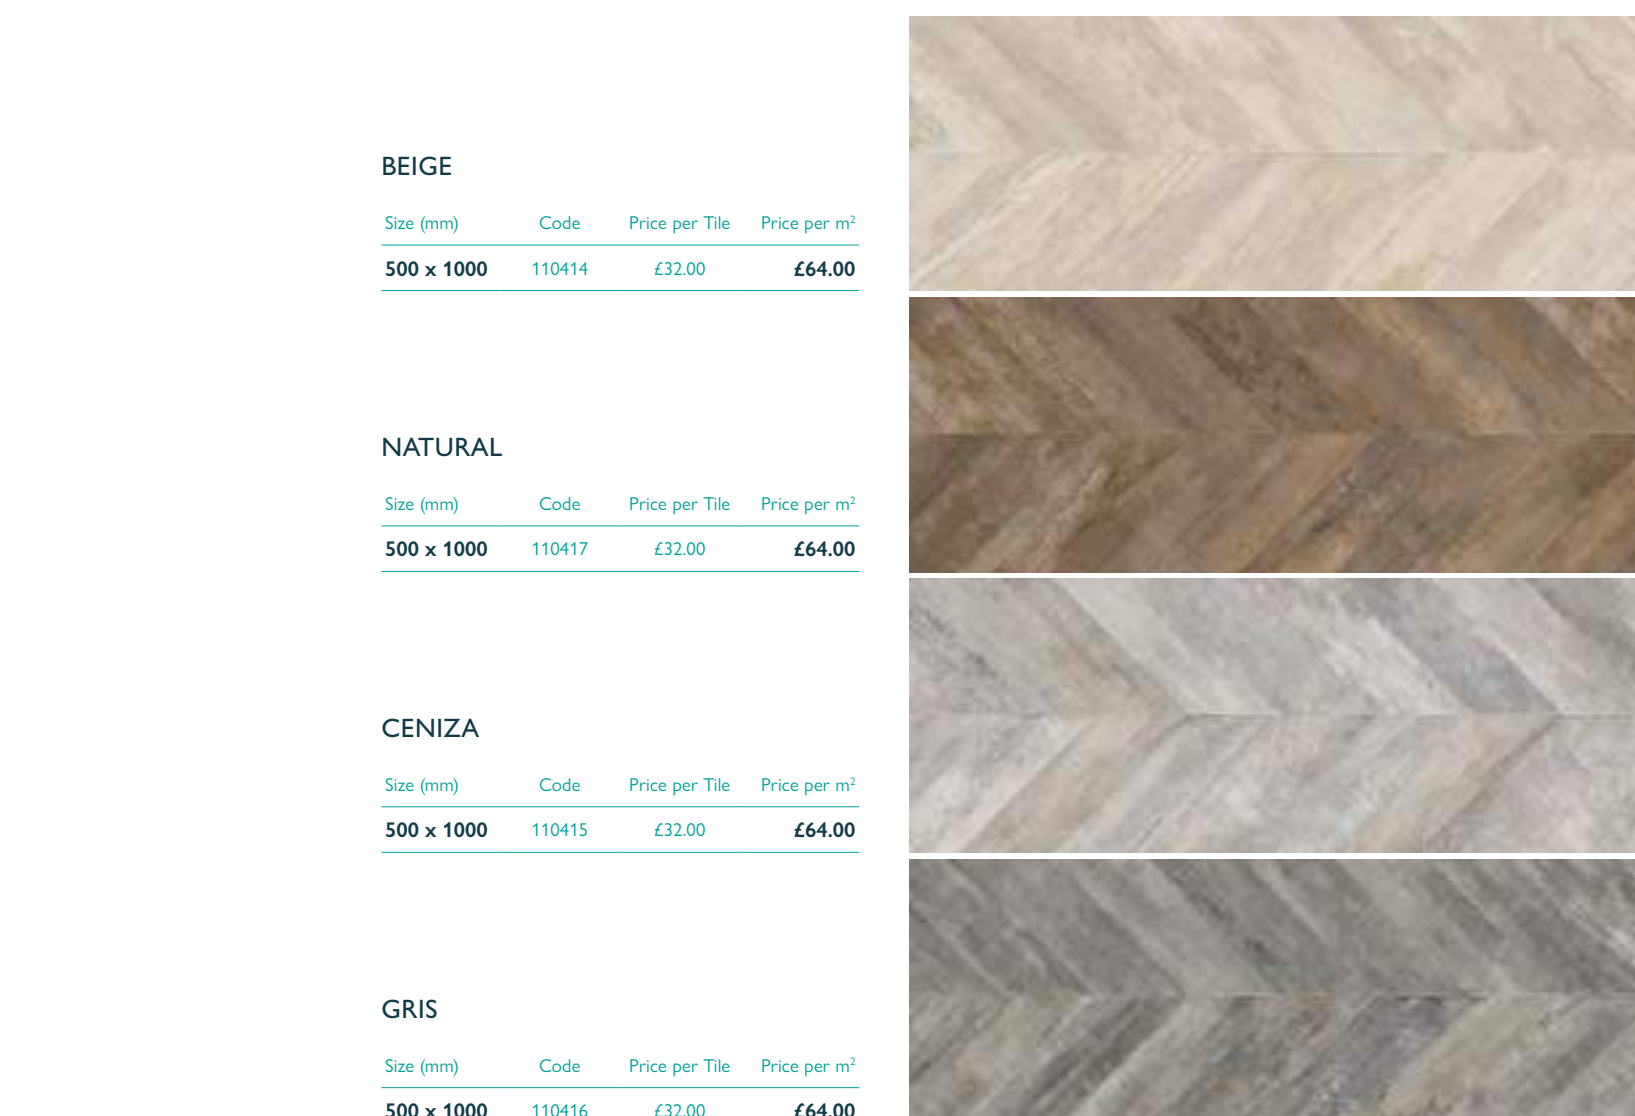 BEIGE
Size (mm) Code Price per Tile Price per m²
500 x 1000 110414 £32.00 £64.00
NATURAL
Size (mm) Code Price per Tile Price per m²
500 x 1000 110417 £32.00 £64.00
CENIZA
Size (mm) Code Price per Tile Price per m²
500 x 1000 110415 £32.00 £64.00
GRIS
Size (mm) Code Price per Tile Price per m²
500 x 1000 110416 £32.00 £64.00